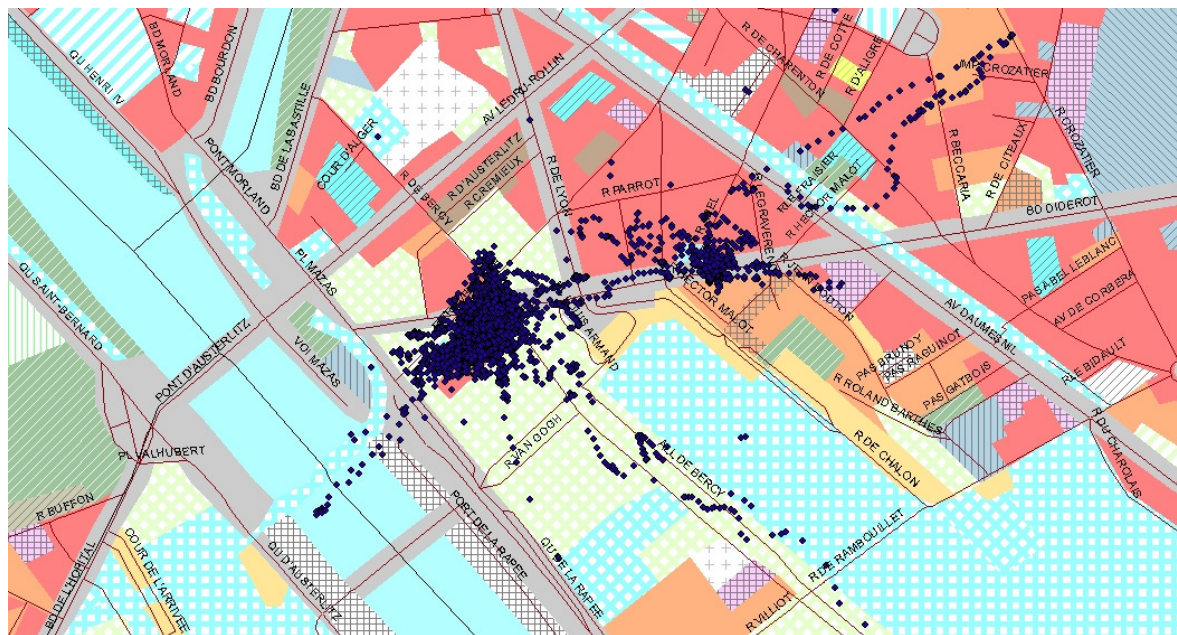 QU HENRI IV
BD MORLAND
BD BOURDON
BD DE LA BASTILLE
PONT MORLAND
COUR D'ALGER
AV LEDRU-ROLLIN
R DE CHARENTON
R DE COTTE
R D'ALIGRE
CROZATIER
R CROZATIER
R BECCARIA
R DE CITEAUX
R D'AUSTERLITZ
R CREMIEUX
R DE BERCY
R DE LYON
R PARROT
R LEGRAVEREND
R HECTOR MALOT
BD DIDEROT
PL MAZAS
QU SAINT-BERNARD
PONT D'AUSTERLITZ
VOI MAZAS
HECTOR MALOT
PAS ABEL LEBLANC
AV DE CORBERA
AV DAUMESNIL
PAS BRUNOY
PAS RAGUINOT
PAS GATBOIS
R ROLAND BARTHES
R LE BIDAULT
R DU CHAROLAIS
R DE CHALON
R VAN GOGH
ALL DE BERCY
PL VALHUBERT
R BUFFON
BD DE L'HOPITAL
COUR DE L'ARRIVEE
QU D'AUSTERLITZ
PORT DE LA RAPEE
QU DE LA RAPEE
R DE RAMBOUILLET
R VILLIOT